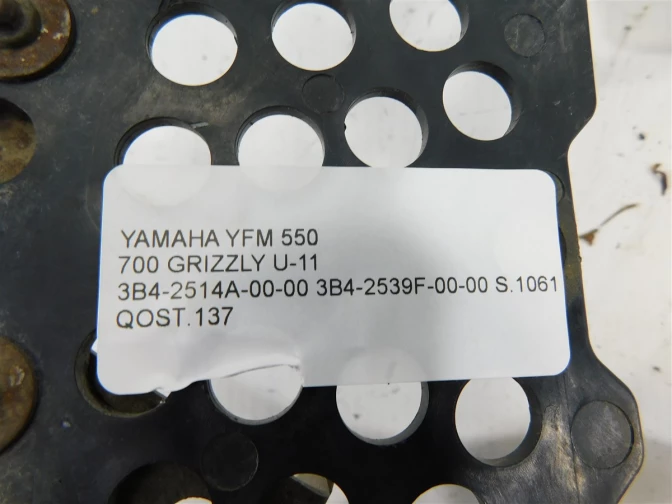 YAMAHA YFM 550
700 GRIZZLY U-11
3B4-2514A-00-00 3B4-2539F-00-00 S.1061
QOST.137